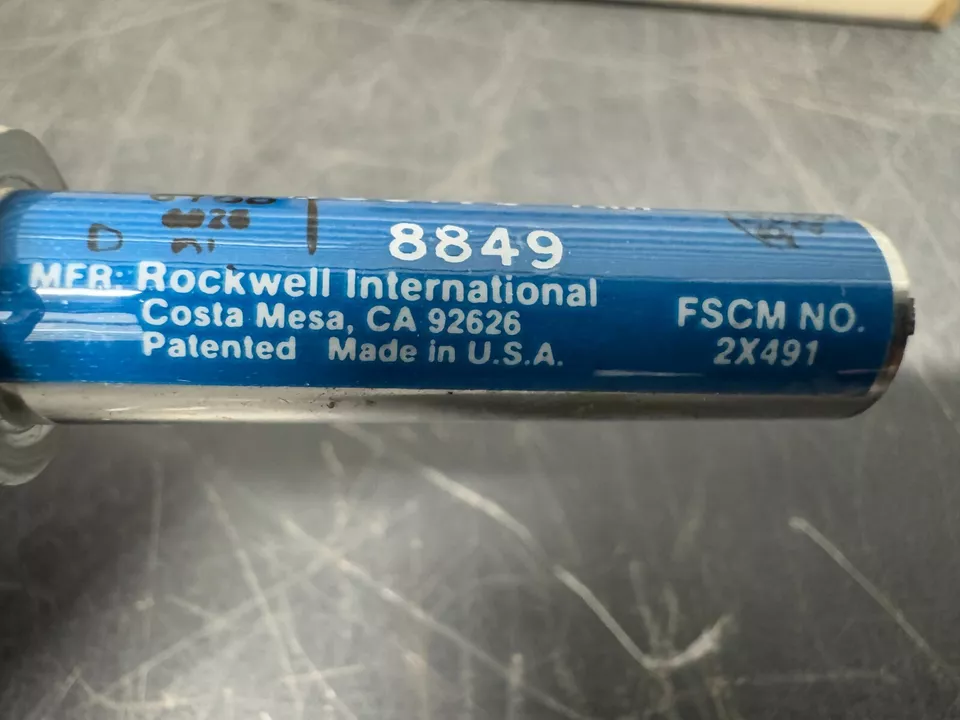 8849
MFR: Rockwell International
Costa Mesa, CA 92626
Patented Made in U.S.A.
FSCM NO.
2X491